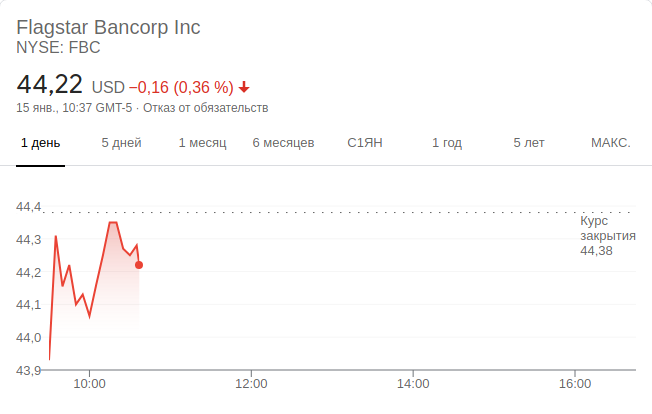 Flagstar Bancorp Inc
NYSE: FBC
44,22 USD −0,16 (0,36 %)
15 янв., 10:37 GMT-5 · Отказ от обязательств
1 день 5 дней 1 месяц 6 месяцев С1ЯН 1 год 5 лет МАКС.
44,4
Курс
закрытия
44,38
44,3
44,2
44,1
44,0
43,9
10:00 12:00 14:00 16:00